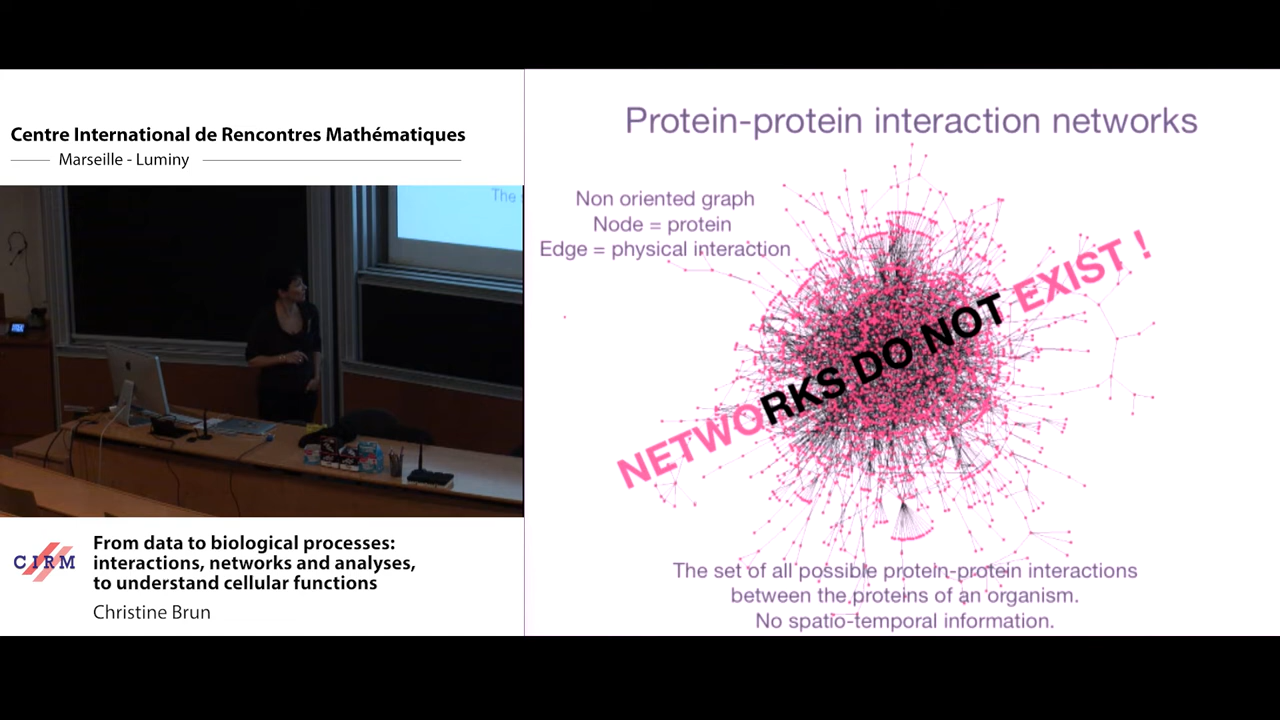 Centre International de Rencontres Mathématiques
Marseille - Luminy
The
CIRM
From data to biological processes:
interactions, networks and analyses,
to understand cellular functions
Christine Brun
Protein-protein interaction networks
Non oriented graph
Node = protein
Edge = physical interaction
NETWORKS DO NOT EXIST !
The set of all possible protein-protein interactions
between the proteins of an organism.
No spatio-temporal information.